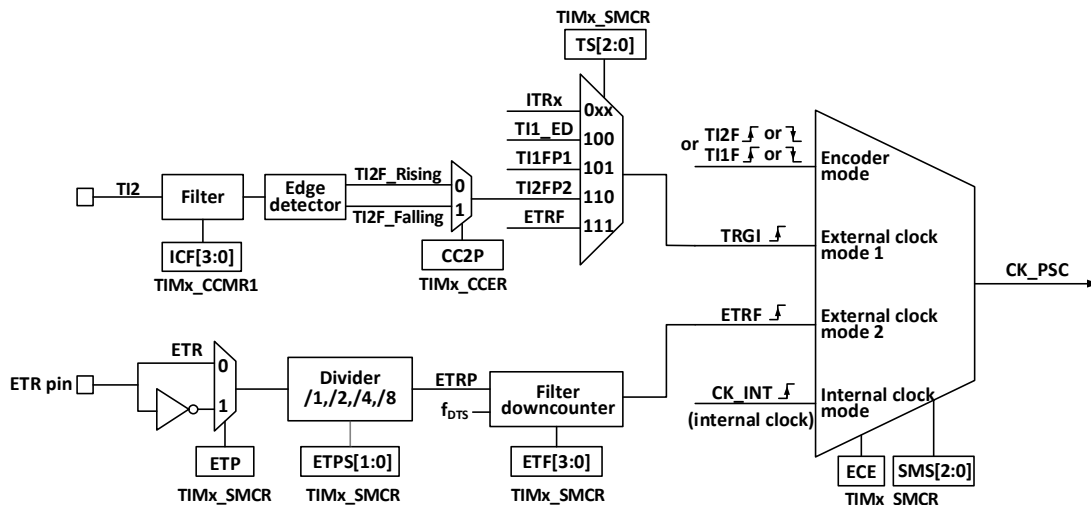 TIMx_SMCR
TS[2:0]
ITRx
TI1_ED
TI1FP1
TI2FP2
ETRF
0xx
100
101
110
111
TI2
Filter
ICF[3:0]
TIMx_CCMR1
Edge
detector
TI2F_Rising
TI2F_Falling
0
1
CC2P
TIMx_CCER
or TI2F or
TI1F or
Encoder
mode
TRGI
External clock
mode 1
ETRF
External clock
mode 2
CK_INT
(internal clock)
Internal clock
mode
CK_PSC
ECE
SMS[2:0]
TIMx_SMCR
ETR pin
ETR
0
1
ETP
TIMx_SMCR
Divider
/1,/2,/4,/8
ETPS[1:0]
TIMx_SMCR
ETRP
fDTS
Filter
downcounter
ETF[3:0]
TIMx_SMCR